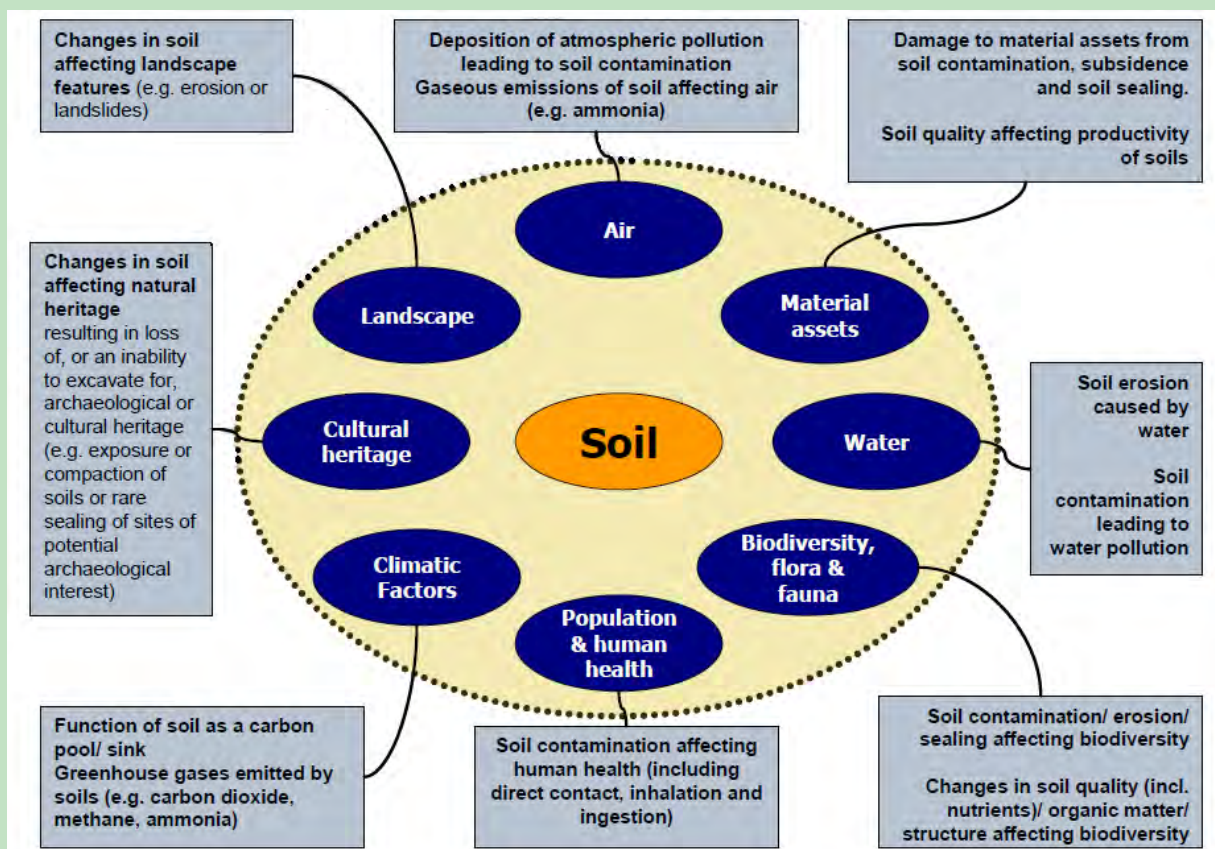 Changes in soil
affecting landscape
features (e.g. erosion or
landslides)
Deposition of atmospheric pollution
leading to soil contamination
Gaseous emissions of soil affecting air
(e.g. ammonia)
Damage to material assets from
soil contamination, subsidence
and soil sealing.
Soil quality affecting productivity
of soils
Air
Landscape
Material
assets
Changes in soil
affecting natural
heritage
resulting in loss
of, or an inability
to excavate for,
archaeological or
cultural heritage
(e.g. exposure or
compaction of
soils or rare
sealing of sites of
potential
archaeological
interest)
Cultural
heritage
Soil
Water
Soil erosion
caused by
water
Soil
contamination
leading to
water pollution
Climatic
Factors
Population
& human
health
Biodiversity,
flora &
fauna
Function of soil as a carbon
pool/ sink
Greenhouse gases emitted by
soils (e.g. carbon dioxide,
methane, ammonia)
Soil contamination affecting
human health (including
direct contact, inhalation and
ingestion)
Soil contamination/ erosion/
sealing affecting biodiversity
Changes in soil quality (incl.
nutrients)/ organic matter/
structure affecting biodiversity